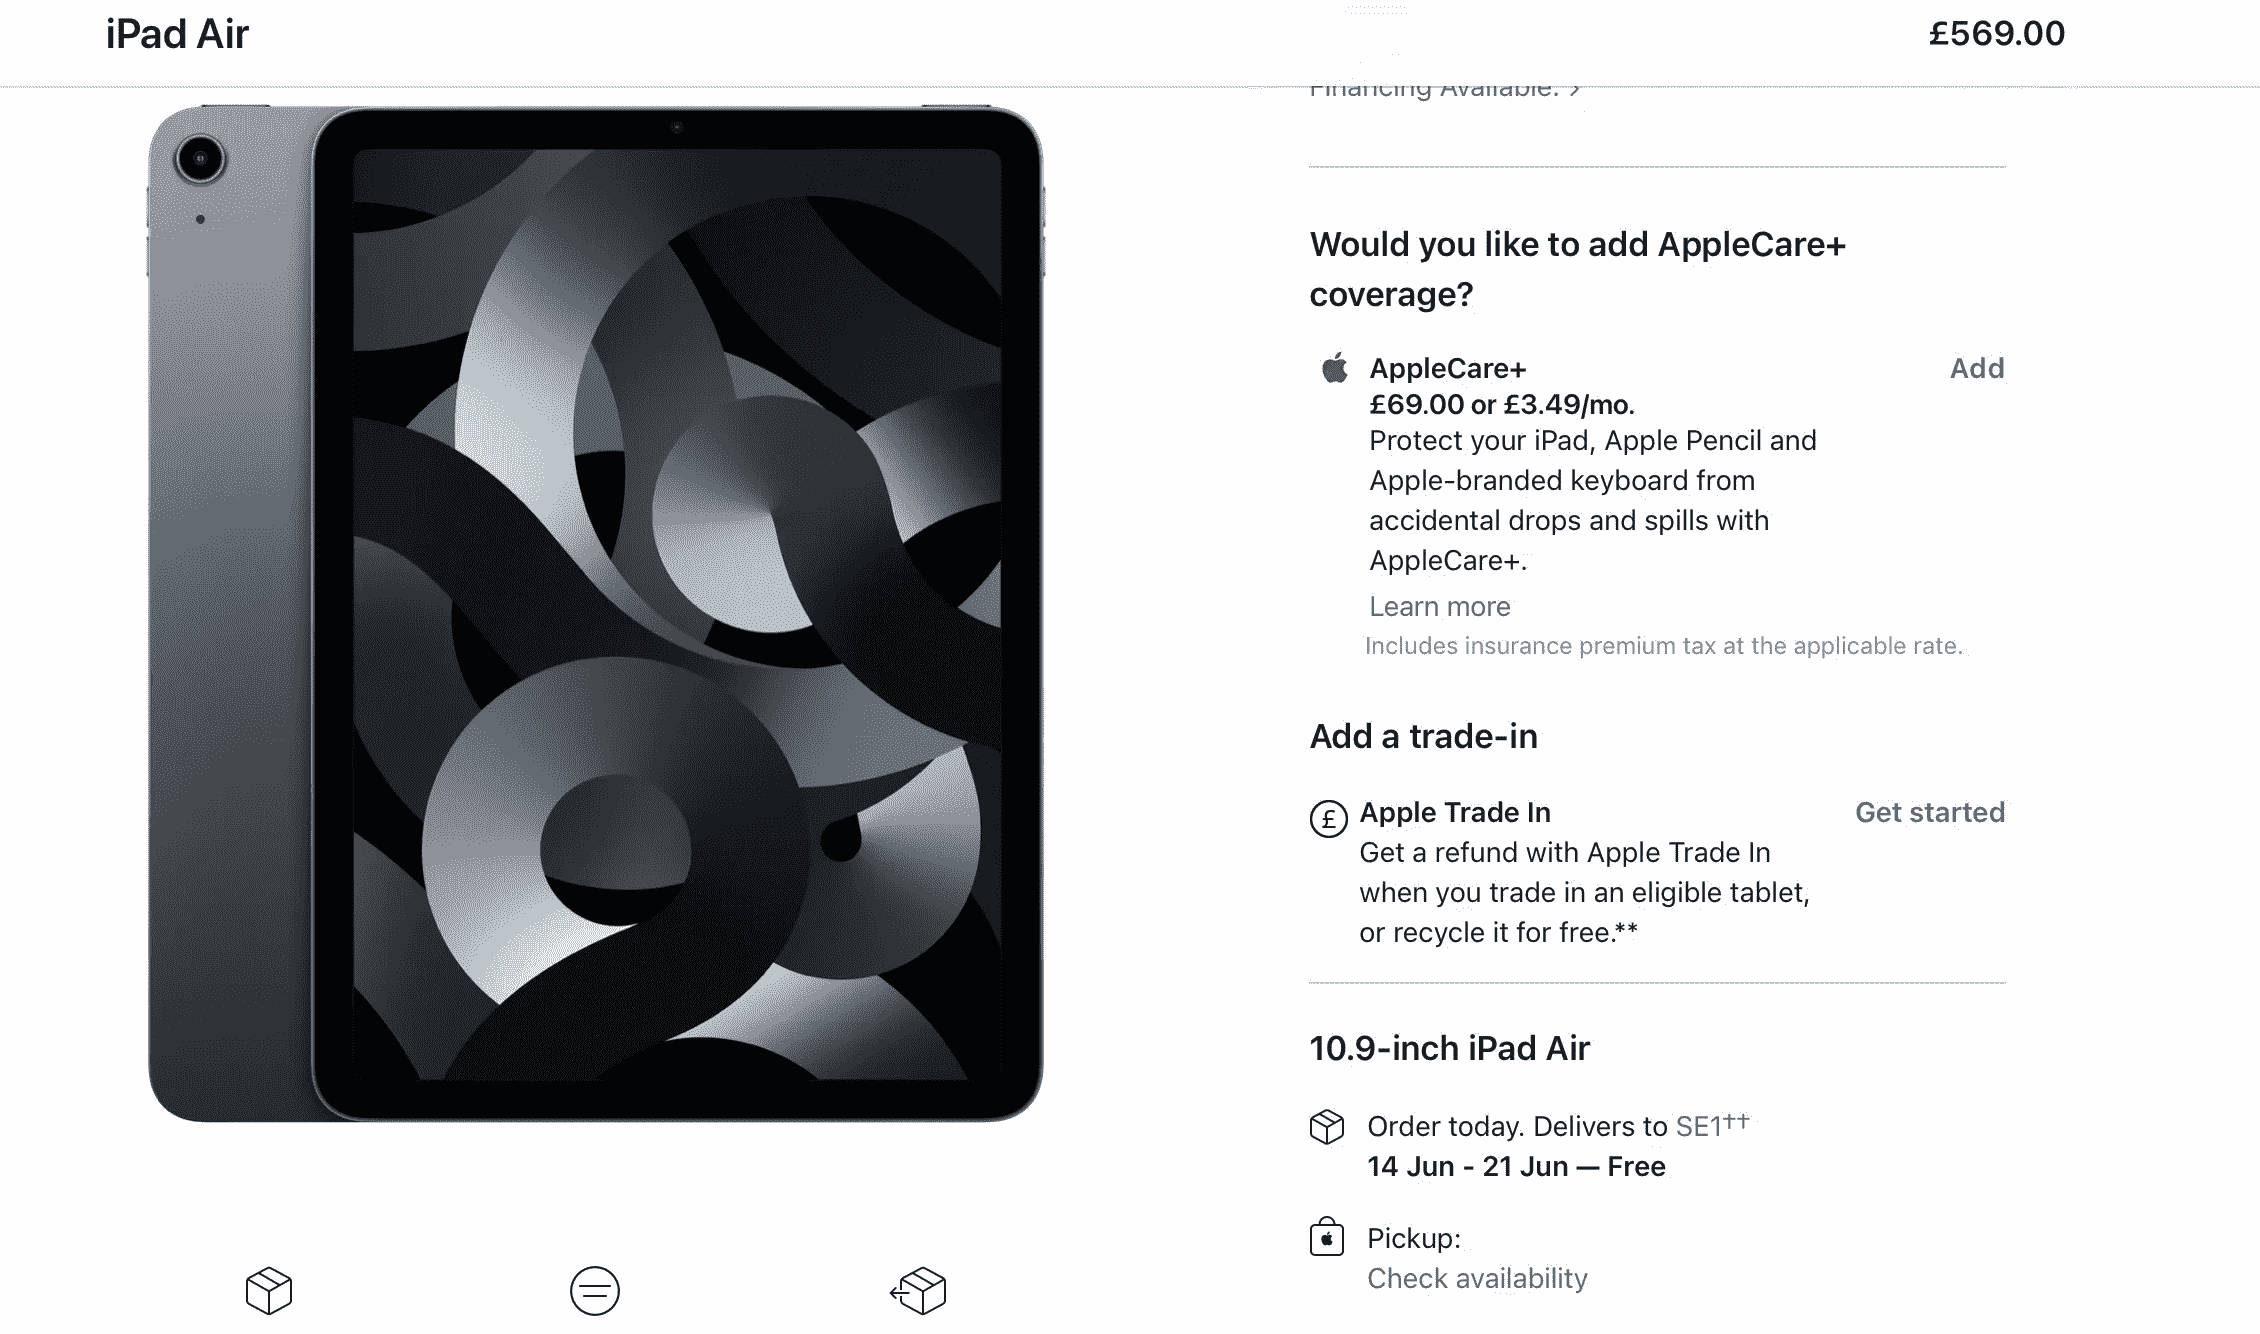 iPad Air
£569.00
Financing Available. >
Would you like to add AppleCare+
coverage?
AppleCare+
Add
£69.00 or £3.49/mo.
Protect your iPad, Apple Pencil and
Apple-branded keyboard from
accidental drops and spills with
AppleCare+.
Learn more
Includes insurance premium tax at the applicable rate.
Add a trade-in
£
Apple Trade In
Get started
Get a refund with Apple Trade In
when you trade in an eligible tablet,
or recycle it for free.**
10.9-inch iPad Air
Order today. Delivers to SE1††
14 Jun - 21 Jun — Free
Pickup:
Check availability